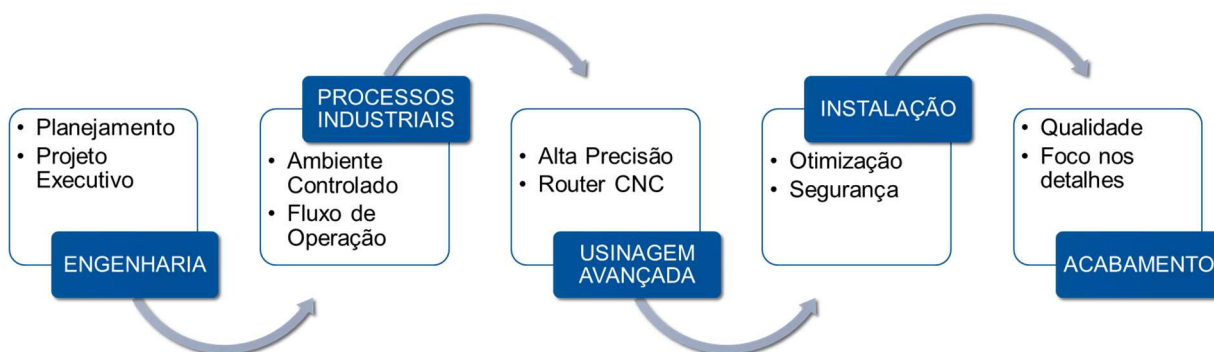 • Planejamento
• Projeto
Executivo
ENGENHARIA
PROCESSOS
INDUSTRIAIS
• Ambiente
Controlado
• Fluxo de
Operação
• Alta Precisão
• Router CNC
USINAGEM
AVANÇADA
INSTALAÇÃO
• Otimização
• Segurança
• Qualidade
• Foco nos
detalhes
ACABAMENTO